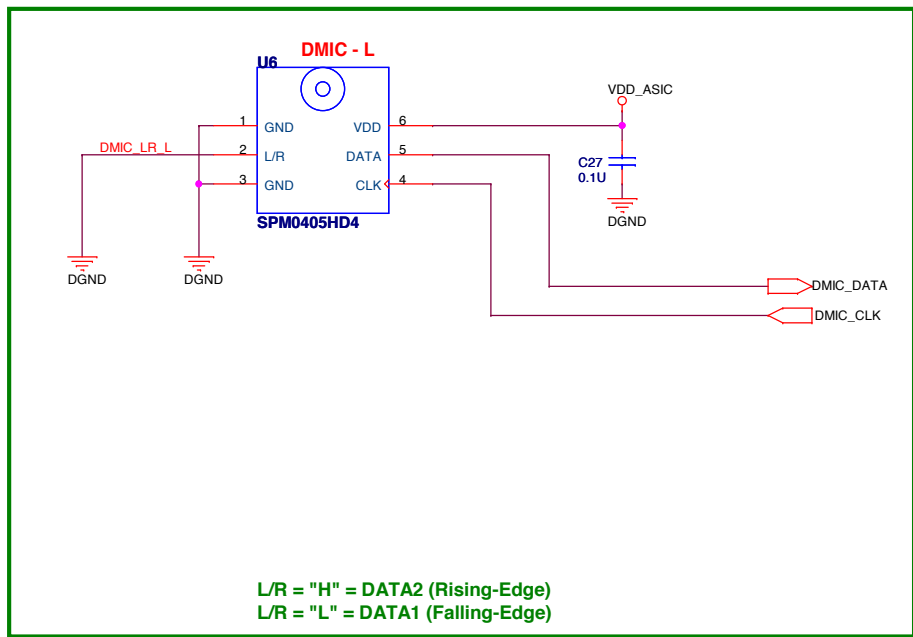 DMIC - L
U6
VDD_ASIC
1 GND VDD 6
DMIC_LR_L 2 L/R DATA 5
3 GND CLK 4
C27
0.1U
SPM0405HD4
DGND
DGND
DGND
DMIC_DATA
DMIC_CLK
L/R = "H" = DATA2 (Rising-Edge)
L/R = "L" = DATA1 (Falling-Edge)